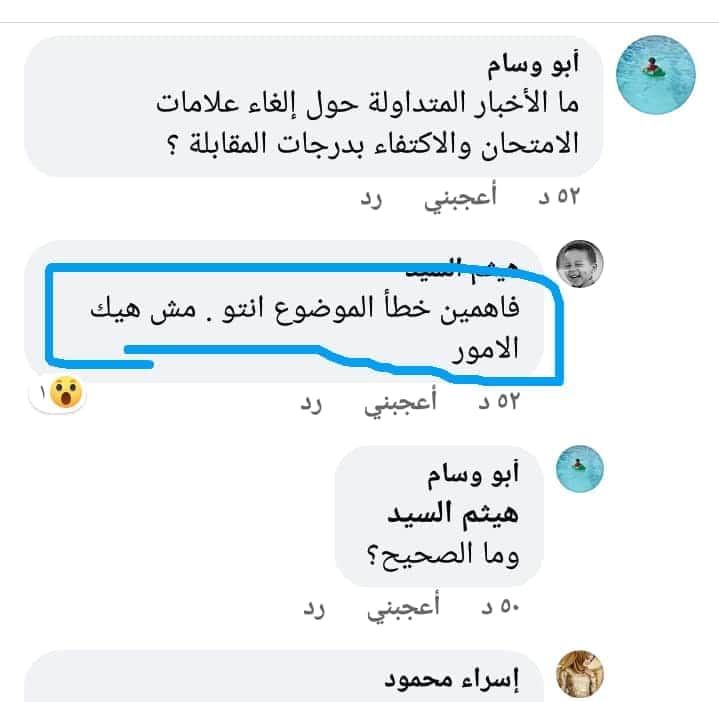 أبو وسام
ما الأخبار المتداولة حول إلغاء علامات
الامتحان والاكتفاء بدرجات المقابلة ؟
٥٢ د أعجبني رد
هيثم السيد
فاهمين خطأ الموضوع انتو . مش هيك
الامور
٥٢ د أعجبني رد
١
أبو وسام
هيثم السيد
وما الصحيح؟
٥٠ د أعجبني رد
إسراء محمود